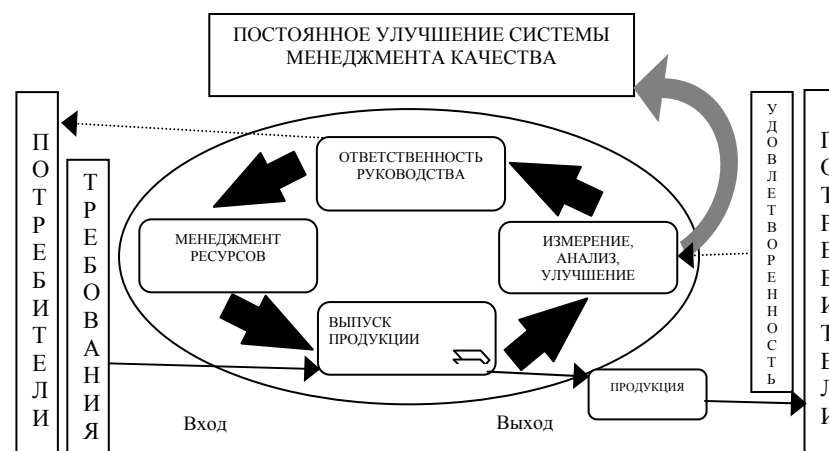 ПОСТОЯННОЕ УЛУЧШЕНИЕ СИСТЕМЫ
МЕНЕДЖМЕНТА КАЧЕСТВА
ПОТРЕБИТЕЛИ
ТРЕБОВАНИЯ
ОТВЕТСТВЕННОСТЬ
РУКОВОДСТВА
МЕНЕДЖМЕНТ
РЕСУРСОВ
ИЗМЕРЕНИЕ,
АНАЛИЗ,
УЛУЧШЕНИЕ
ВЫПУСК
ПРОДУКЦИИ
ПРОДУКЦИЯ
Вход
Выход
УДОВЛЕТВОРЕННОСТЬ
ПОТРЕБИТЕЛИ